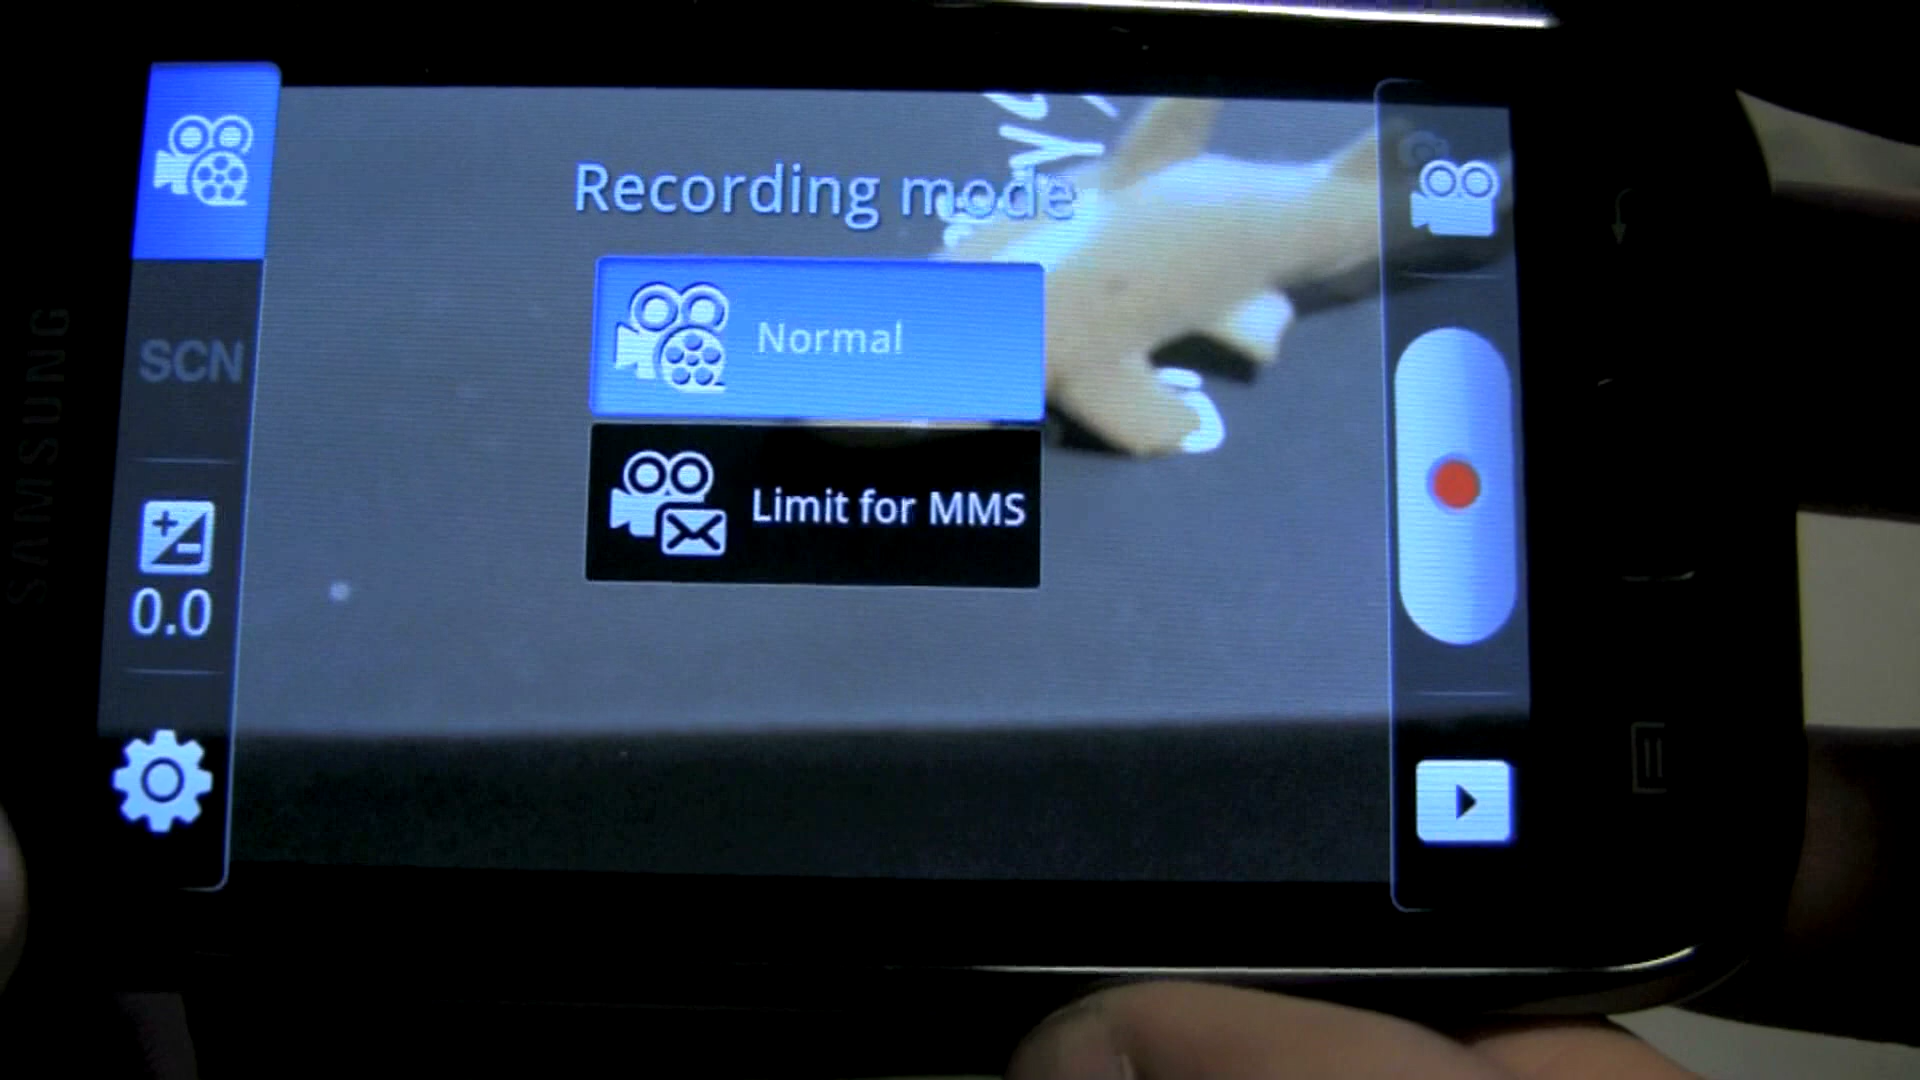 SAMSUNG
Recording mode
Normal
Limit for MMS
SCN
0.0